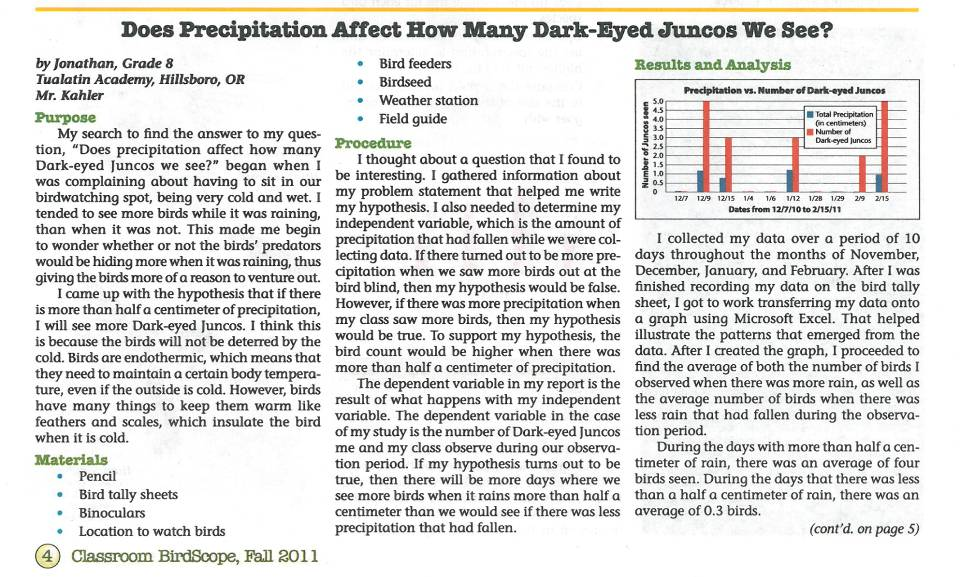 Does Precipitation Affect How Many Dark-Eyed Juncos We See?
by Jonathan, Grade 8
Tualatin Academy, Hillsboro, OR
Mr. Kahler
Purpose
My search to find the answer to my ques-
tion, “Does precipitation affect how many
Dark-eyed Juncos we see?” began when I
was complaining about having to sit in our
birdwatching spot, being very cold and wet. I
tended to see more birds while it was raining,
than when it was not. This made me begin
to wonder whether or not the birds’ predators
would be hiding more when it was raining, thus
giving the birds more of a reason to venture out.
I came up with the hypothesis that if there
is more than half a centimeter of precipitation,
I will see more Dark-eyed Juncos. I think this
is because the birds will not be deterred by the
cold. Birds are endothermic, which means that
they need to maintain a certain body tempera-
ture, even if the outside is cold. However, birds
have many things to keep them warm like
feathers and scales, which insulate the bird
when it is cold.
Materials
• Pencil
• Bird tally sheets
• Binoculars
• Location to watch birds
• Bird feeders
• Birdseed
• Weather station
• Field guide
Procedure
I thought about a question that I found to
be interesting. I gathered information about
my problem statement that helped me write
my hypothesis. I also needed to determine my
independent variable, which is the amount of
precipitation that had fallen while we were col-
lecting data. If there turned out to be more pre-
cipitation when we saw more birds out at the
bird blind, then my hypothesis would be false.
However, if there was more precipitation when
my class saw more birds, then my hypothesis
would be true. To support my hypothesis, the
bird count would be higher when there was
more than half a centimeter of precipitation.
The dependent variable in my report is the
result of what happens with my independent
variable. The dependent variable in the case
of my study is the number of Dark-eyed Juncos
me and my class observe during our observa-
tion period. If my hypothesis turns out to be
true, then there will be more days where we
see more birds when it rains more than half a
centimeter than we would see if there was less
precipitation that had fallen.
Results and Analysis
Precipitation vs. Number of Dark-eyed Juncos
Number of Juncos seen
5.0
4.5
4.0
3.5
3.0
2.5
2.0
1.5
1.0
0.5
0
Total Precipitation
(in centimeters)
Number of
Dark-eyed Juncos
12/7 12/9 12/15 1/4 1/6 1/12 1/28 1/29 2/9 2/15
Dates from 12/7/10 to 2/15/11
I collected my data over a period of 10
days throughout the months of November,
December, January, and February. After I was
finished recording my data on the bird tally
sheet, I got to work transferring my data onto
a graph using Microsoft Excel. That helped
illustrate the patterns that emerged from the
data. After I created the graph, I proceeded to
find the average of both the number of birds I
observed when there was more rain, as well as
the average number of birds when there was
less rain that had fallen during the observa-
tion period.
During the days with more than half a cen-
timeter of rain, there was an average of four
birds seen. During the days that there was less
than a half a centimeter of rain, there was an
average of 0.3 birds.
(cont’d. on page 5)
4 Classroom BirdScope, Fall 2011